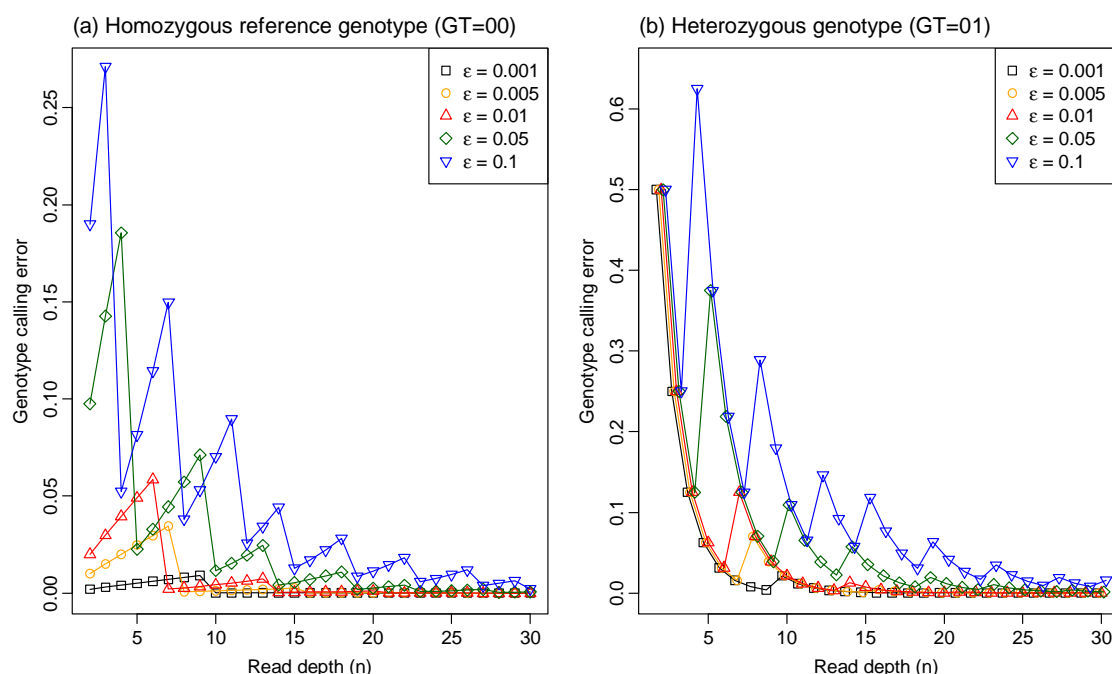 (a) Homozygous reference genotype (GT=00)
ε = 0.001
ε = 0.005
ε = 0.01
ε = 0.05
ε = 0.1
Genotype calling error
0.25
0.20
0.15
0.10
0.05
0.00
5
10
15
20
25
30
Read depth (n)
(b) Heterozygous genotype (GT=01)
ε = 0.001
ε = 0.005
ε = 0.01
ε = 0.05
ε = 0.1
Genotype calling error
0.6
0.5
0.4
0.3
0.2
0.1
0.0
5
10
15
20
25
30
Read depth (n)